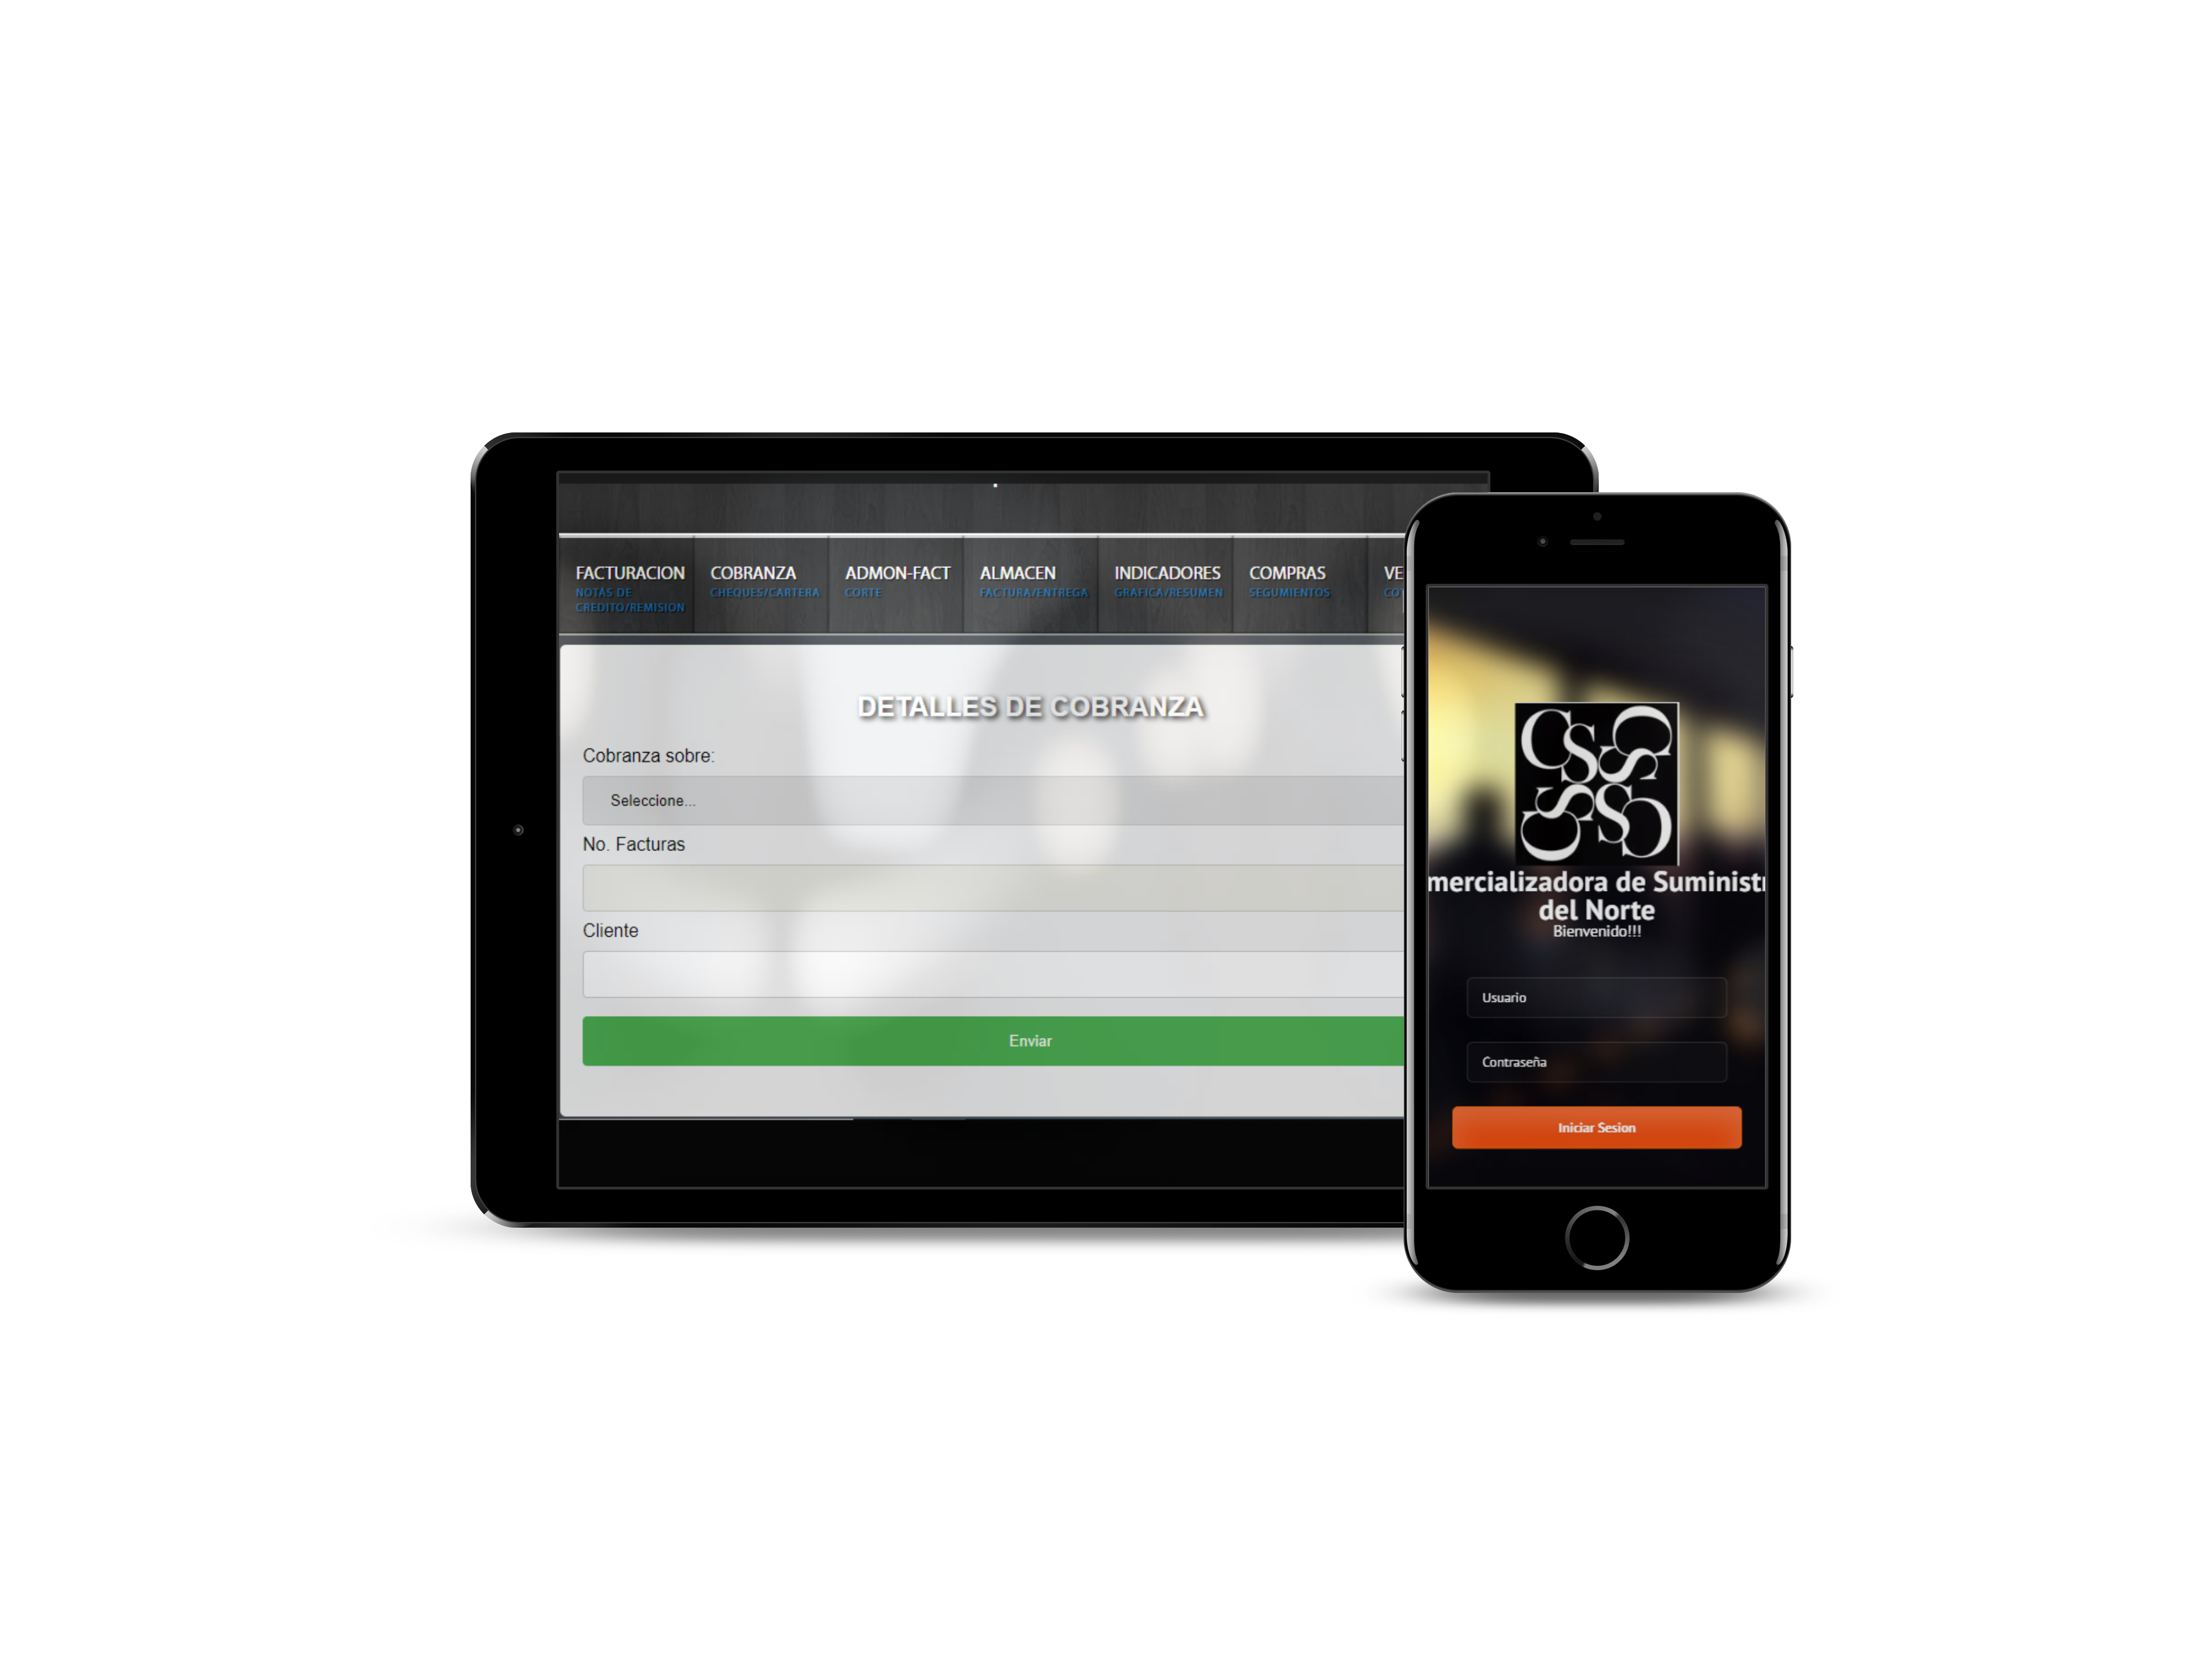 FACTURACION
NOTAS DE
CREDITO/REMISION
COBRANZA
CHEQUES/CARTERA
ADMON-FACT
CORTE
ALMACEN
FACTURA/ENTREGA
INDICADORES
GRAFICA/RESUMEN
COMPRAS
SEGUMIENTOS
VE
CO
DETALLES DE COBRANZA
Cobranza sobre:
Seleccione...
No. Facturas
Cliente
Enviar
CS CS
CS CS
mercializadora de Suminist
del Norte
Bienvenido!!!
Usuario
Contraseña
Iniciar Sesion